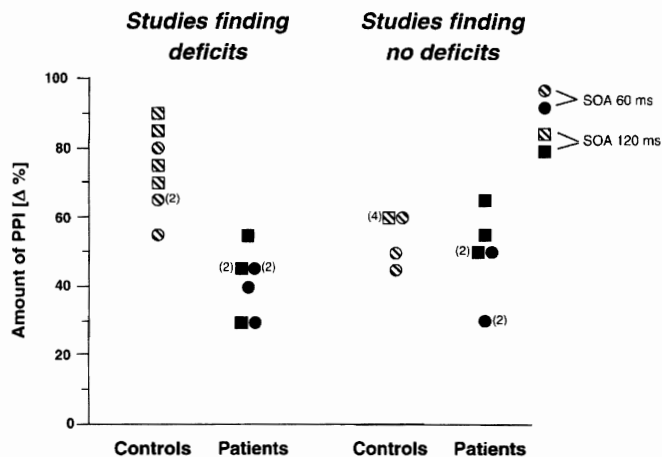 Studies finding
deficits
Studies finding
no deficits
Amount of PPI [Δ %]
100
80
60
40
20
0
(2)
(2)
(2)
(4)
(2)
(2)
SOA 60 ms
SOA 120 ms
Controls
Patients
Controls
Patients